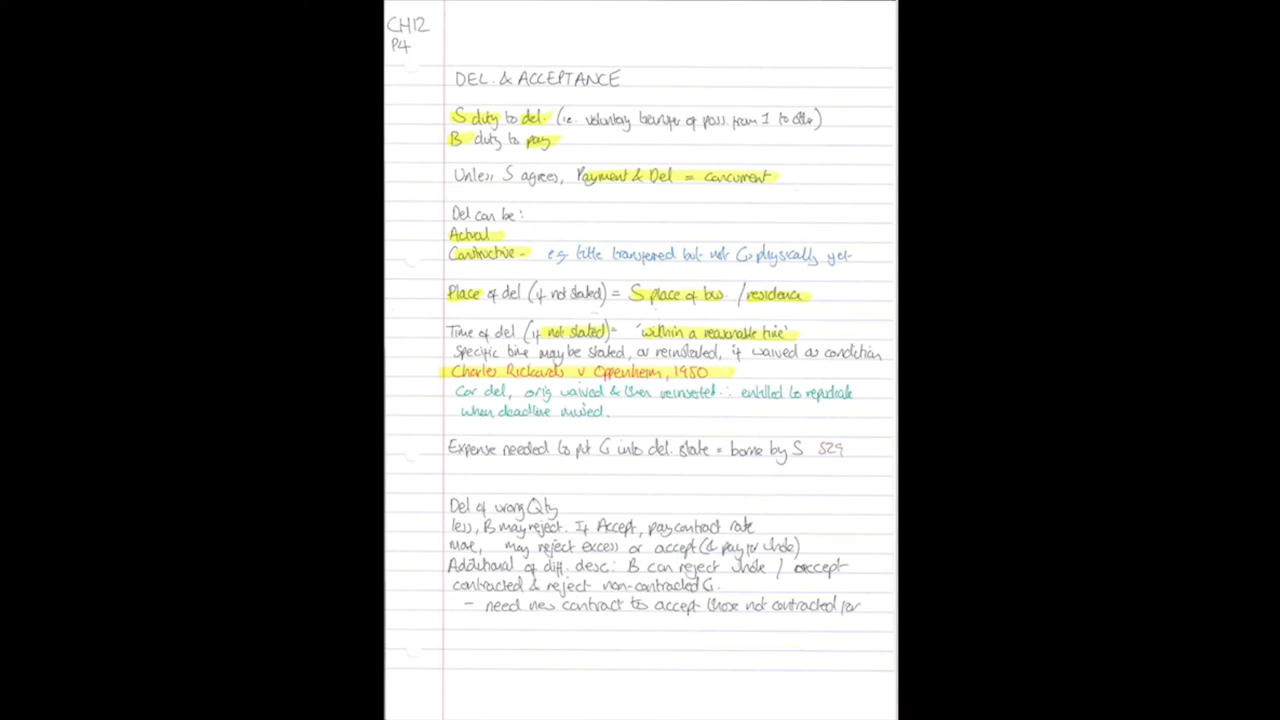 CH12
P4
DEL. & ACCEPTANCE
S duty to del. (i.e. voluntary transfer of poss. from 1 to other)
B duty to pay
Unless S agrees, Payment & Del = concurrent
Del can be:
Actual
Constructive - eg title transferred but not G physically yet
Place of del (if not stated) = S place of bus. / residence
Time of del (if not stated) = 'within a reasonable time'
Specific time may be stated, or reinstated, if waived as condition
Charles Rickards v Oppenheim, 1950
Car del, orig waived & then reinserted ∴ entitled to repudiate
when deadline missed.
Expense needed to put G into del. state = borne by S S29
Del of wrong Qty
less, B may reject. If Accept, pay contract rate
more, may reject excess or accept (& pay for whole)
Additional of diff. desc: B can reject whole / accept
contracted & reject non-contracted G.
- need new contract to accept those not contracted for